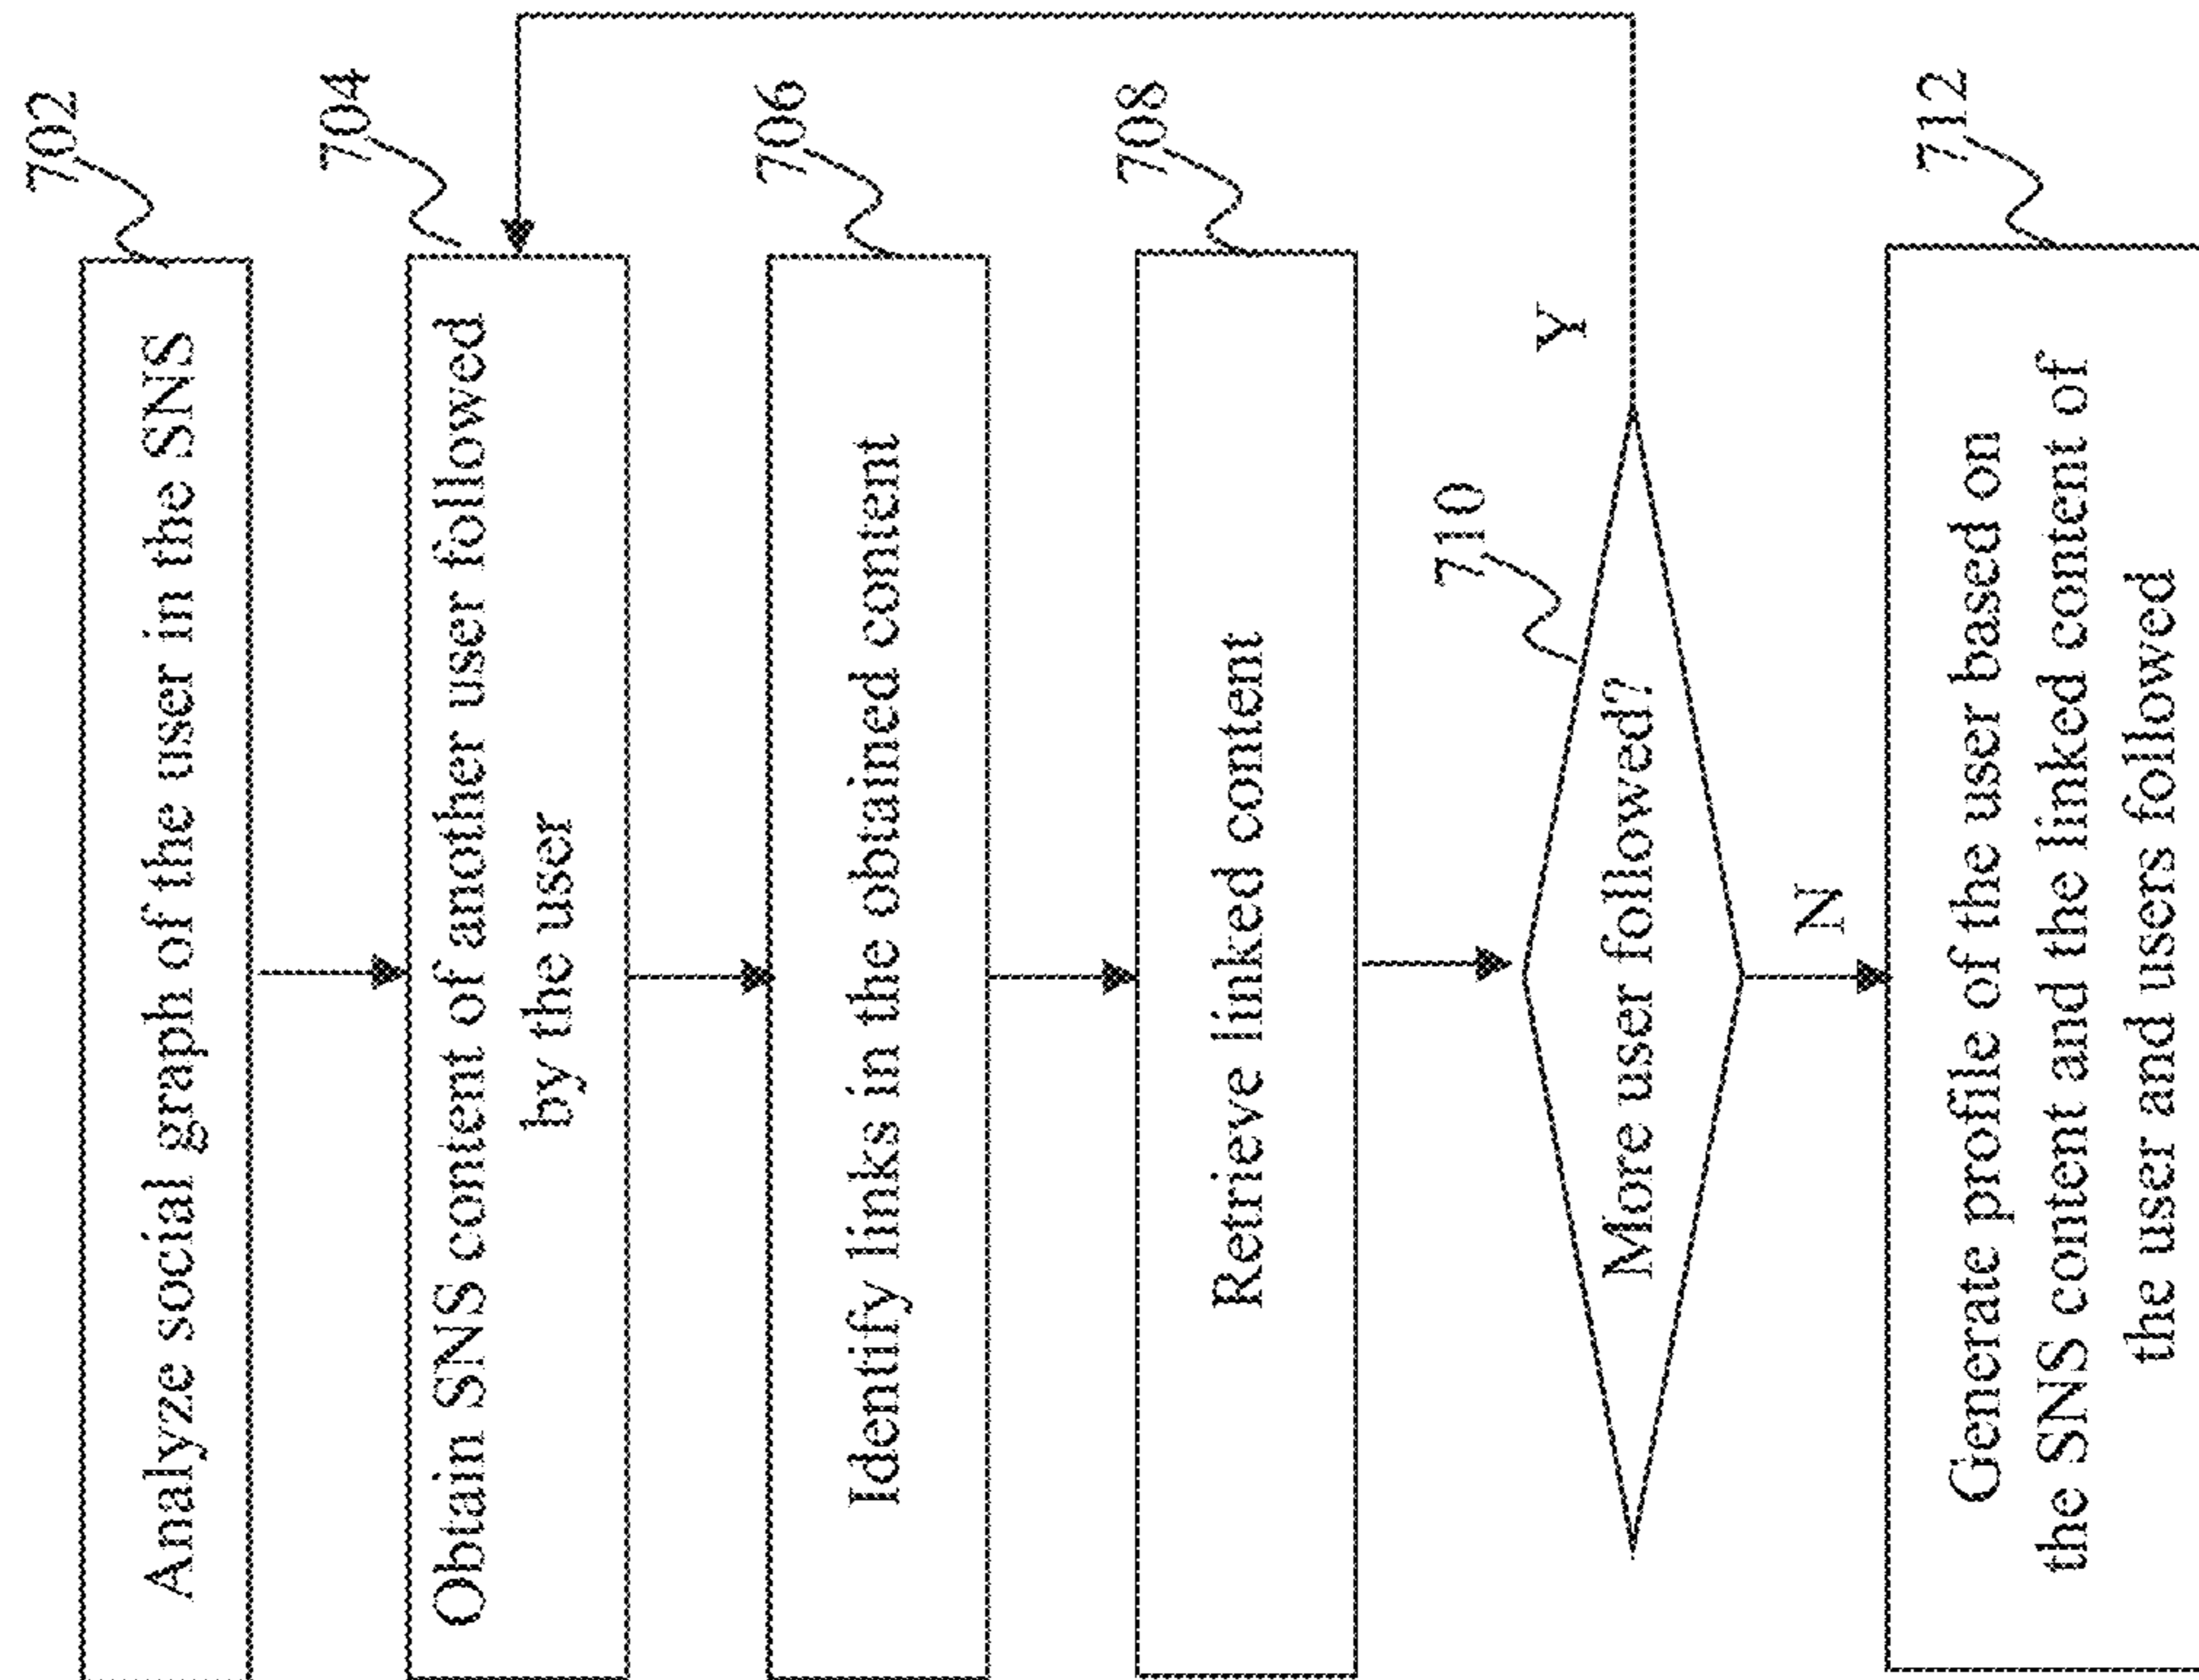 702
Analyze social graph of the user in the SNS
704
Obtain SNS content of another user followed
by the user
706
Identify links in the obtained content
708
Retrieve linked content
710
More user followed?
Y
N
712
Generate profile of the user based on
the SNS content and the linked content of
the user and users followed